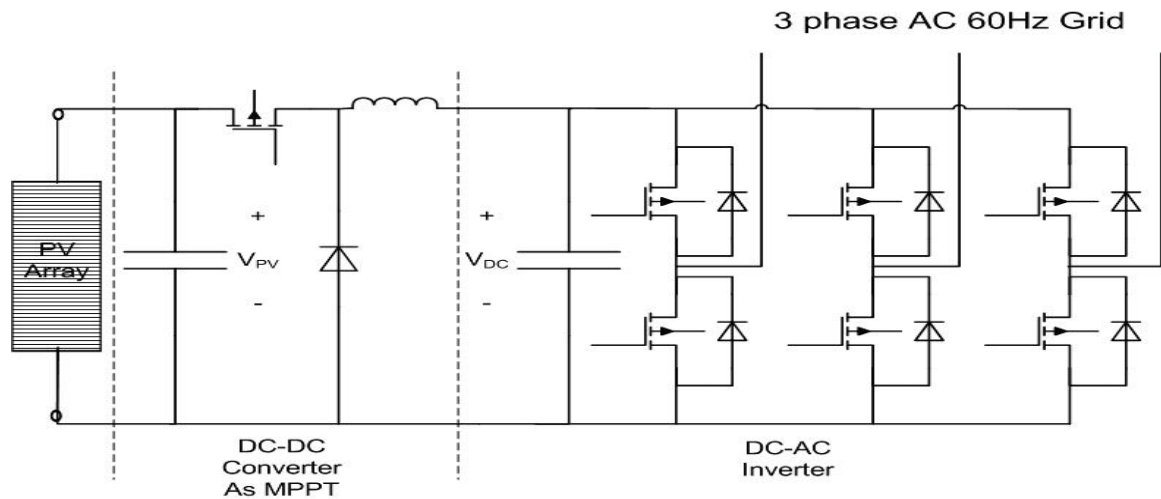 3 phase AC 60Hz Grid
PV
Array
+
VPV
-
+
VDC
-
DC-DC
Converter
As MPPT
DC-AC
Inverter